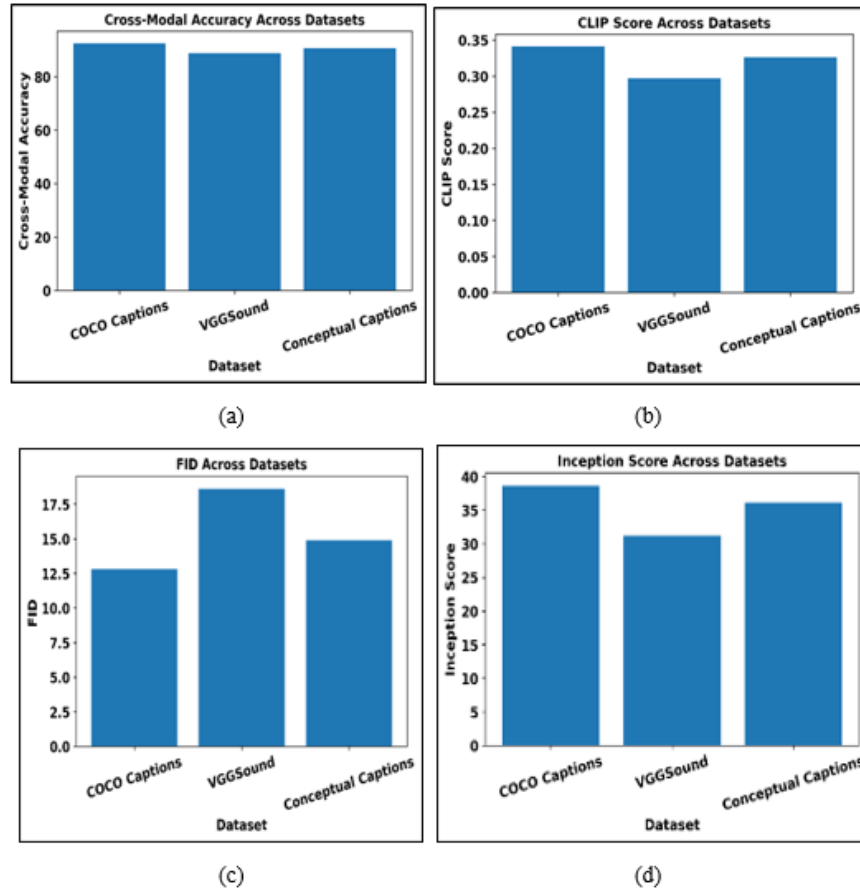 Cross-Modal Accuracy Across Datasets
Cross-Modal Accuracy
80
60
40
20
0
COCO Captions
VGGSound
Conceptual Captions
Dataset
(a)
CLIP Score Across Datasets
CLIP Score
0.35
0.30
0.25
0.20
0.15
0.10
0.05
0.00
COCO Captions
VGGSound
Conceptual Captions
Dataset
(b)
FID Across Datasets
FID
17.5
15.0
12.5
10.0
7.5
5.0
2.5
0.0
COCO Captions
VGGSound
Conceptual Captions
Dataset
(c)
Inception Score Across Datasets
Inception Score
40
35
30
25
20
15
10
5
0
COCO Captions
VGGSound
Conceptual Captions
Dataset
(d)